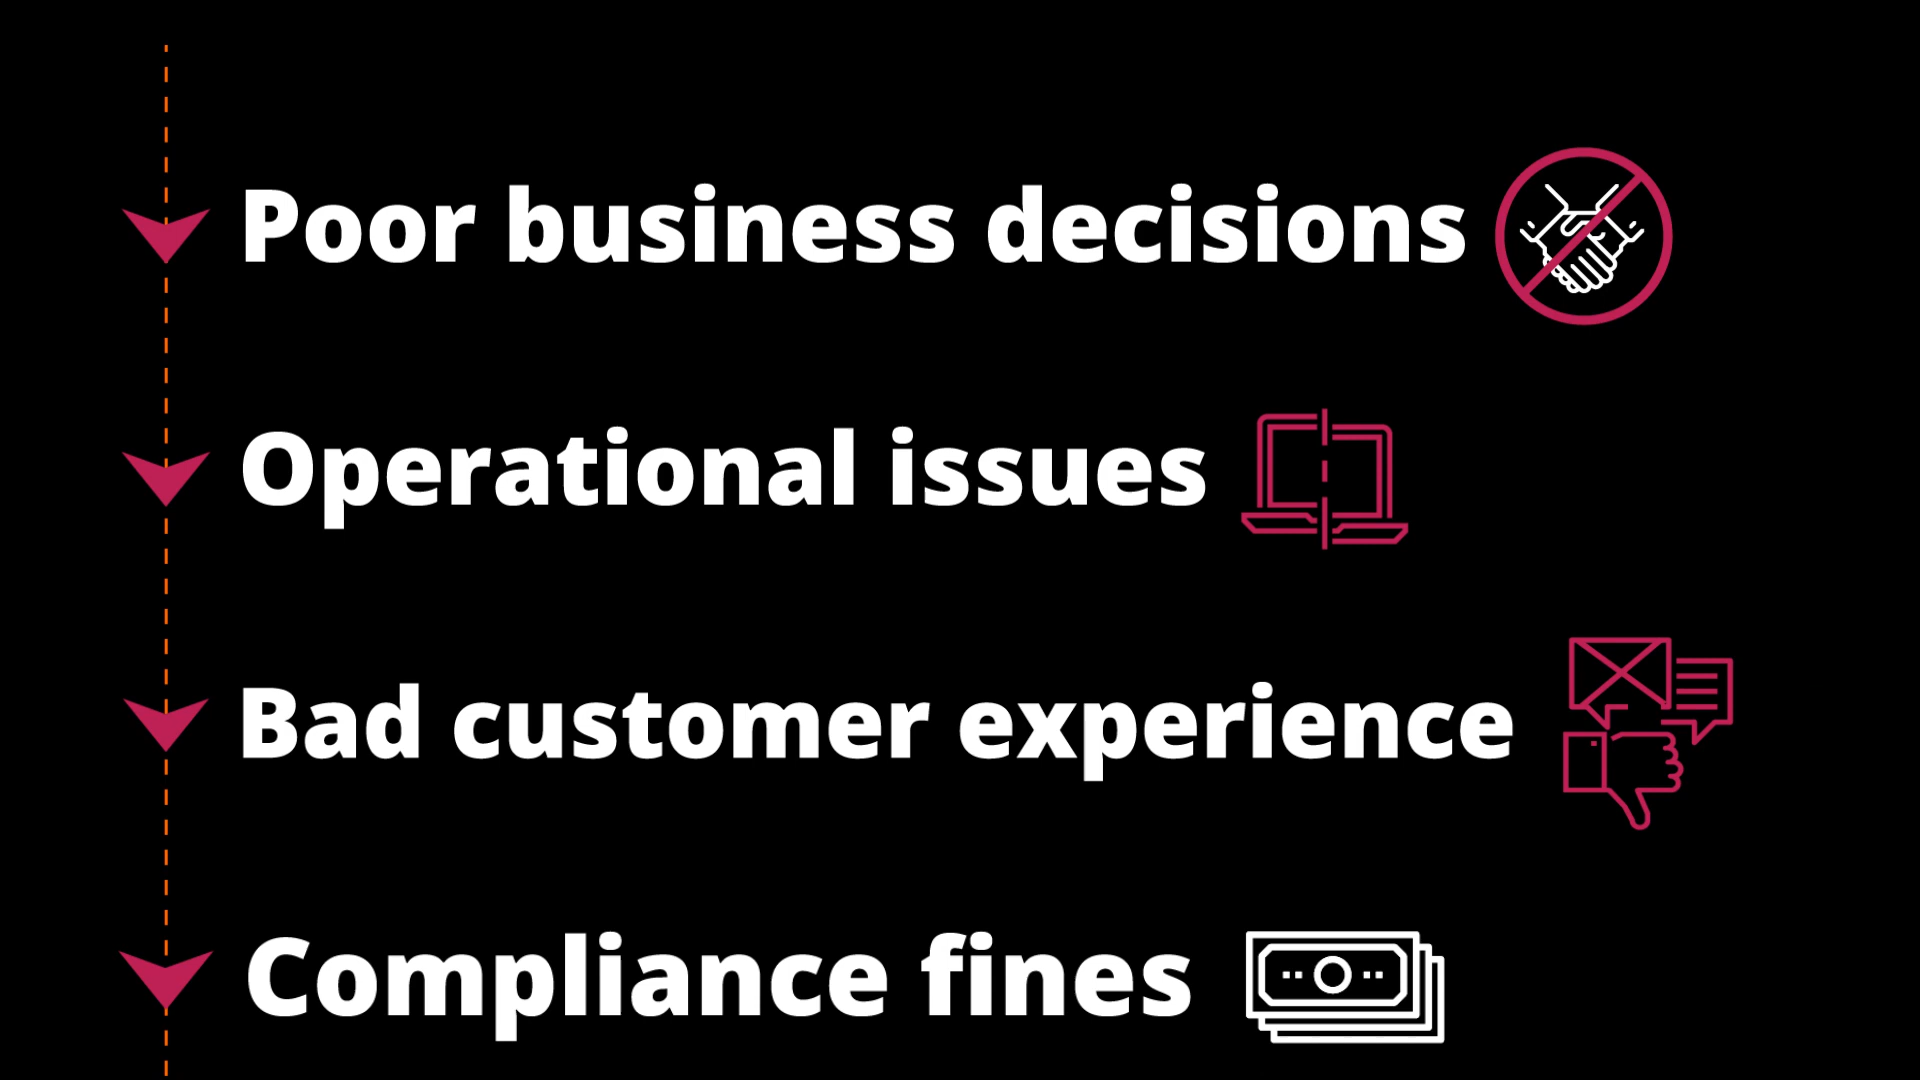 Poor business decisions
Operational issues
Bad customer experience
Compliance fines